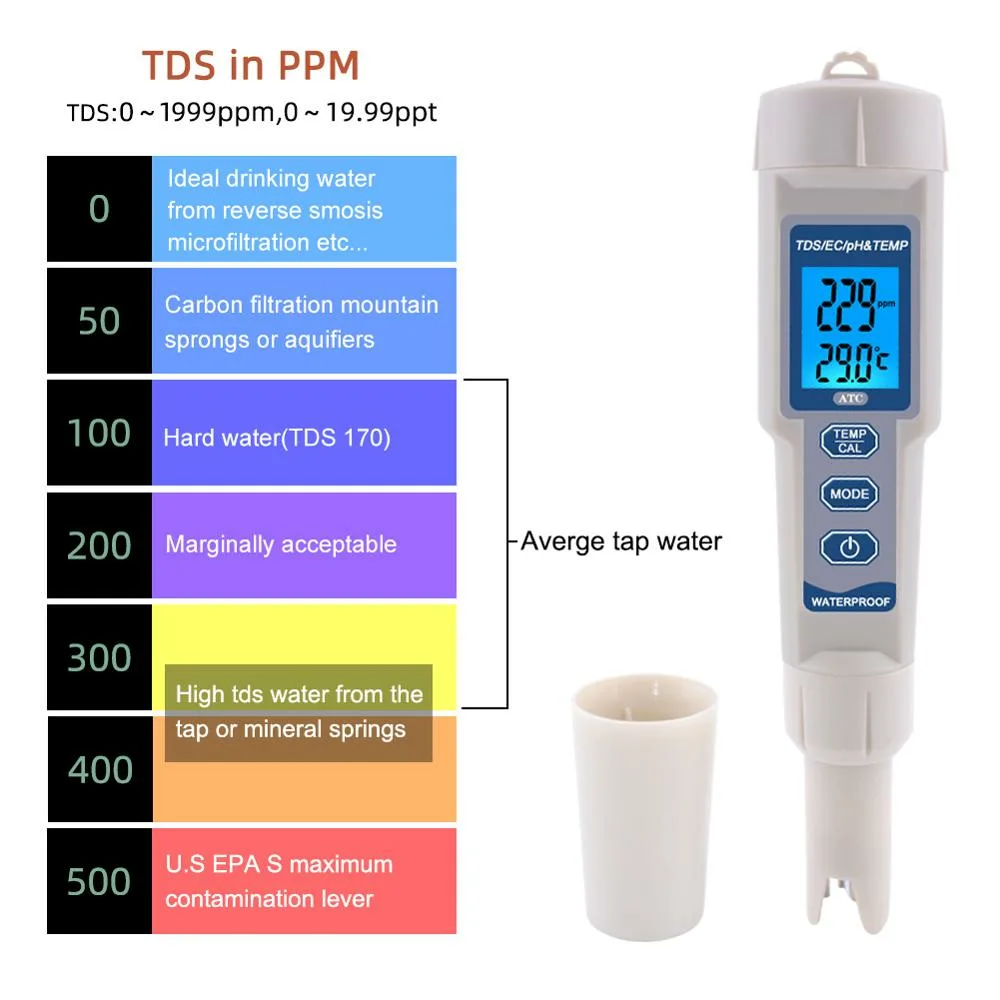 TDS in PPM
TDS:0 ~ 1999ppm,0 ~ 19.99ppt
0
Ideal drinking water
from reverse smosis
microfiltration etc...
50
Carbon filtration mountain
sprongs or aquifiers
100
Hard water(TDS 170)
200
Marginally acceptable
300
High tds water from the
tap or mineral springs
400
500
U.S EPA S maximum
contamination lever
Averge tap water
TDS/EC/pH&TEMP
229 ppm
29.0°c
ATC
TEMP
CAL
MODE
WATERPROOF